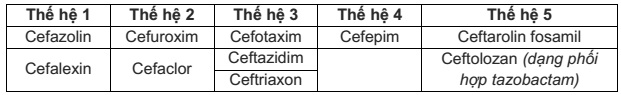 Thế hệ 1 Thế hệ 2 Thế hệ 3 Thế hệ 4 Thế hệ 5
Cefazolin Cefuroxim Cefotaxim Cefepim Ceftarolin fosamil
Cefalexin Cefaclor Ceftazidim Ceftolozan (dạng phối
Ceftriaxon hợp tazobactam)